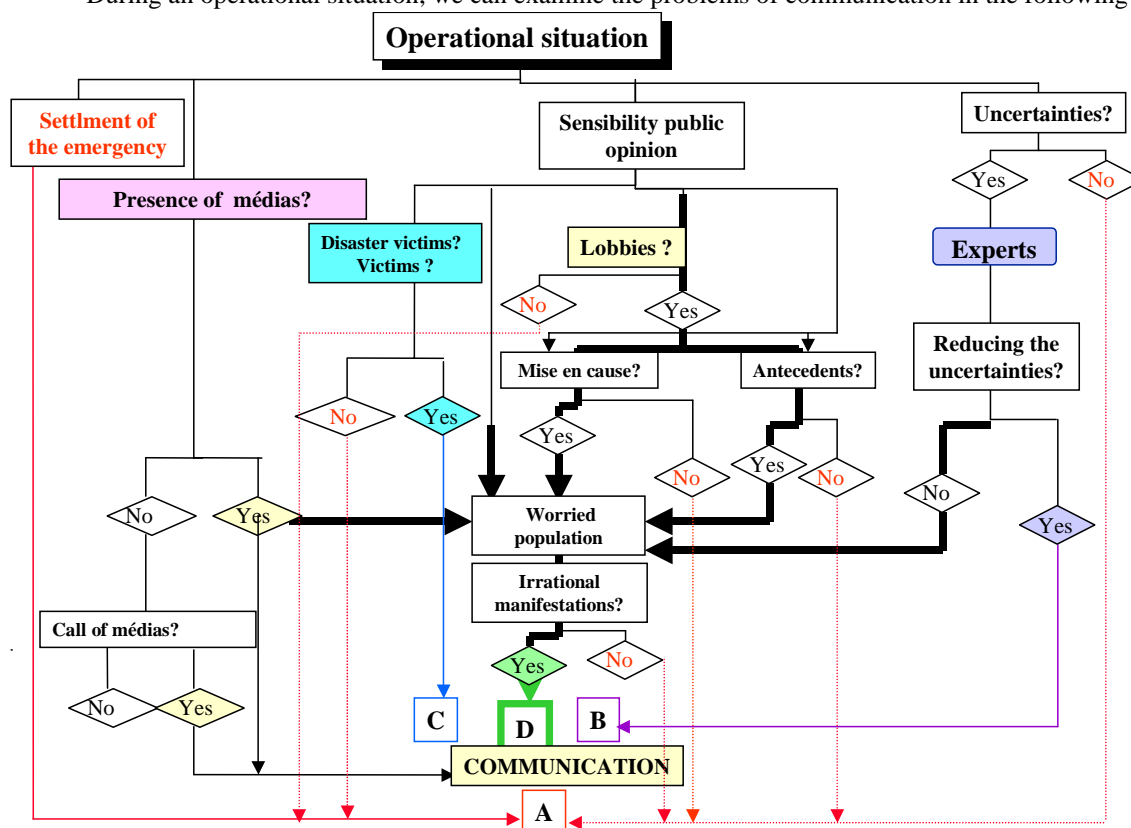 During an operational situation, we can examine the problems of communication in the following
Operational situation
Settlment of
the emergency
Sensibility public
opinion
Uncertainties?
Yes
No
Presence of médias?
Disaster victims?
Victims ?
Lobbies ?
Experts
No
Yes
Reducing the
uncertainties?
Mise en cause?
Antecedents?
No
Yes
Yes
No
Yes
No
No
Yes
No
Yes
Worried
population
Yes
Irrational
manifestations?
Call of médias?
Yes
No
No
Yes
C
D
B
COMMUNICATION
A